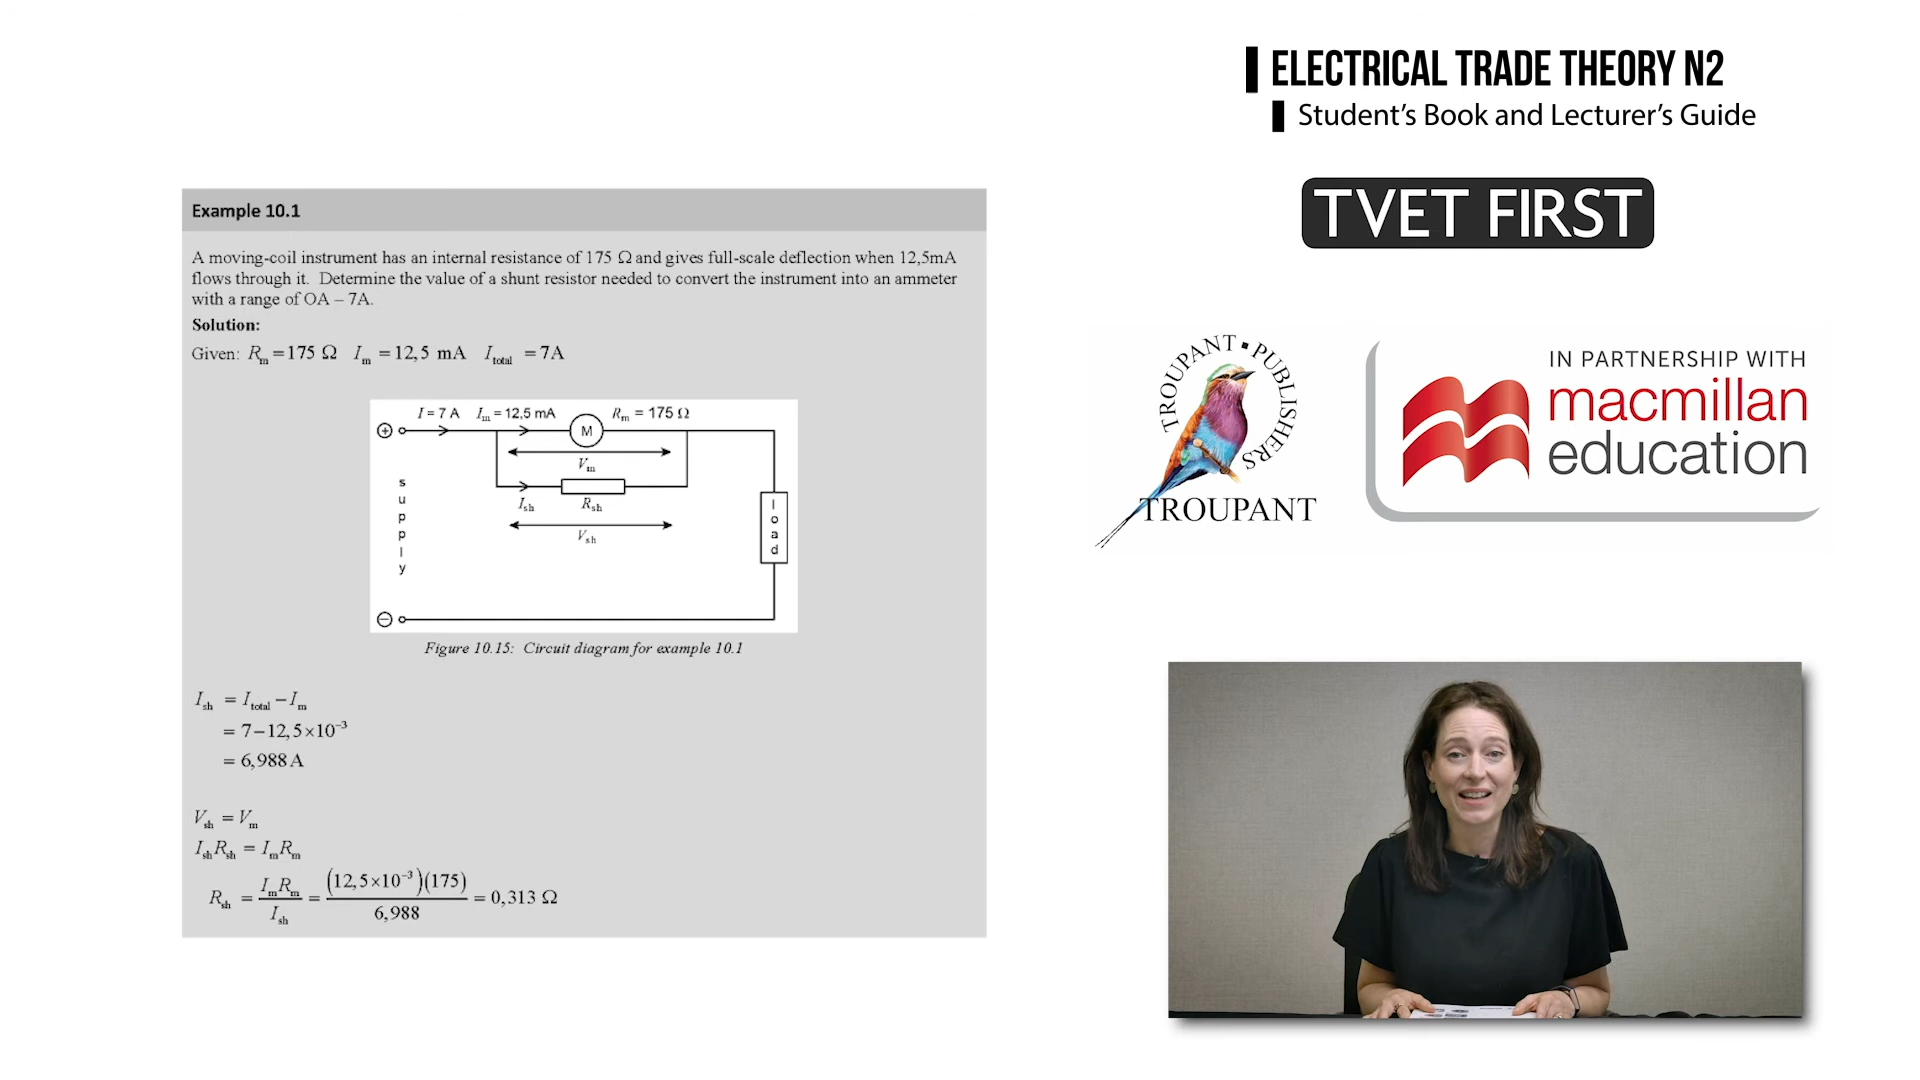 ELECTRICAL TRADE THEORY N2
Student's Book and Lecturer's Guide
TVET FIRST
TROUPANT ▪ PUBLISHERS
TROUPANT
IN PARTNERSHIP WITH
macmillan
education
Example 10.1
A moving-coil instrument has an internal resistance of 175 Ω and gives full-scale deflection when 12,5mA
flows through it. Determine the value of a shunt resistor needed to convert the instrument into an ammeter
with a range of OA – 7A.
Solution:
Given: Rm = 175 Ω Im = 12,5 mA Itotal = 7A
I = 7 A Im = 12,5 mA Rm = 175 Ω
+
M
Vm
supply
Ish Rsh
Vsh
load
−
Figure 10.15: Circuit diagram for example 10.1
Ish = Itotal − Im
= 7−12,5×10⁻³
= 6,988 A
Vsh = Vm
IshRsh = ImRm
Rsh = ImRm / Ish = (12,5×10⁻³)(175) / 6,988 = 0,313 Ω